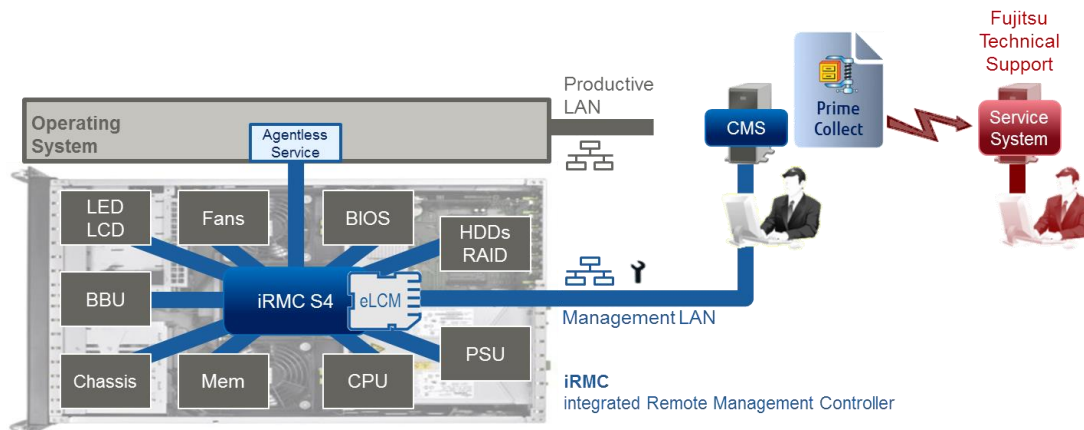 Fujitsu
Technical
Support
Productive
LAN
Prime
Collect
Operating
System
Agentless
Service
CMS
Service
System
LED
LCD
Fans
BIOS
HDDs
RAID
BBU
iRMC S4
eLCM
Management LAN
Chassis
Mem
CPU
PSU
iRMC
integrated Remote Management Controller